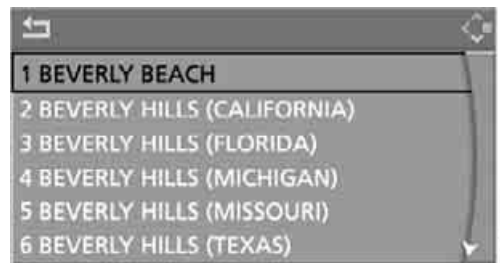 1 BEVERLY BEACH
2 BEVERLY HILLS (CALIFORNIA)
3 BEVERLY HILLS (FLORIDA)
4 BEVERLY HILLS (MICHIGAN)
5 BEVERLY HILLS (MISSOURI)
6 BEVERLY HILLS (TEXAS)